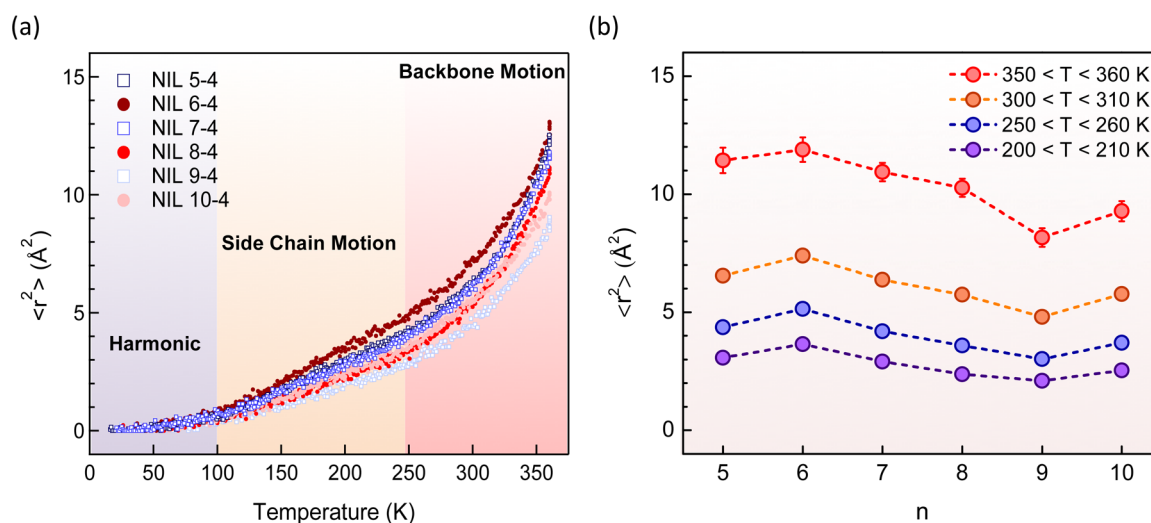 (a)
<r²> (Å²)
15
10
5
0
NIL 5-4
NIL 6-4
NIL 7-4
NIL 8-4
NIL 9-4
NIL 10-4
Backbone Motion
Side Chain Motion
Harmonic
0 50 100 150 200 250 300 350
Temperature (K)
(b)
<r²> (Å²)
15
10
5
0
350 < T < 360 K
300 < T < 310 K
250 < T < 260 K
200 < T < 210 K
5 6 7 8 9 10
n